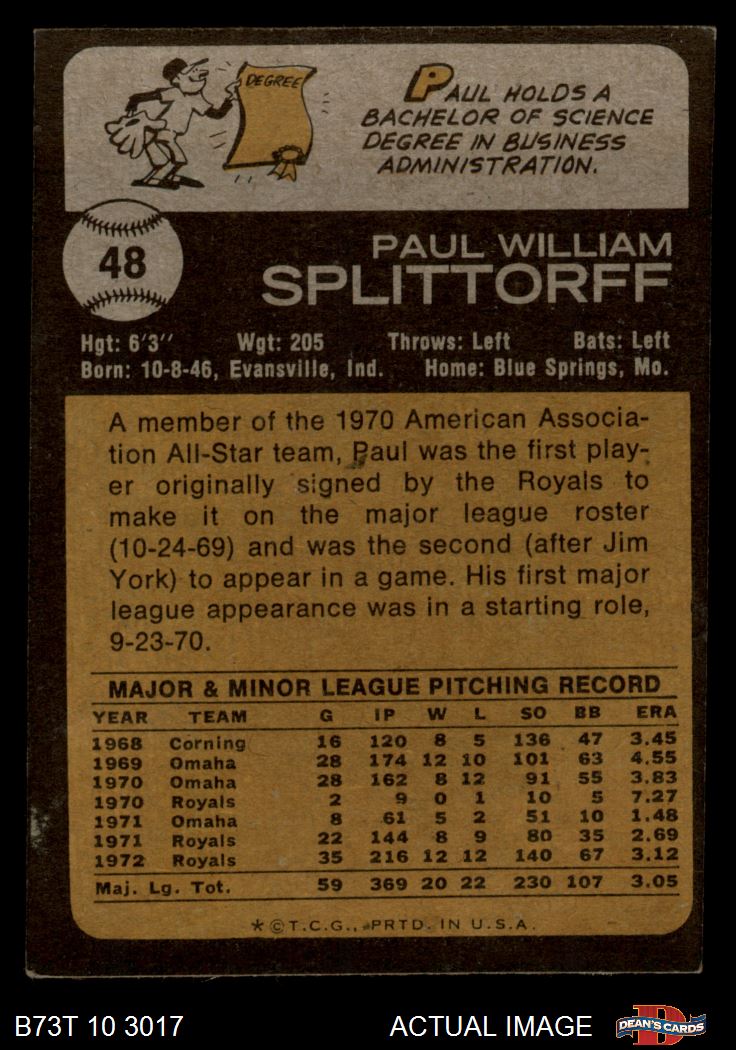 DEGREE
PAUL HOLDS A
BACHELOR OF SCIENCE
DEGREE IN BUSINESS
ADMINISTRATION.
48
PAUL WILLIAM
SPLITTORFF
Hgt: 6'3" Wgt: 205 Throws: Left Bats: Left
Born: 10-8-46, Evansville, Ind. Home: Blue Springs, Mo.
A member of the 1970 American Associa-
tion All-Star team, Paul was the first play-
er originally signed by the Royals to
make it on the major league roster
(10-24-69) and was the second (after Jim
York) to appear in a game. His first major
league appearance was in a starting role,
9-23-70.
MAJOR & MINOR LEAGUE PITCHING RECORD
YEAR TEAM G IP W L SO BB ERA
1968 Corning 16 120 8 5 136 47 3.45
1969 Omaha 28 174 12 10 101 63 4.55
1970 Omaha 28 162 8 12 91 55 3.83
1970 Royals 2 9 0 1 10 5 7.27
1971 Omaha 8 61 5 2 51 10 1.48
1971 Royals 22 144 8 9 80 35 2.69
1972 Royals 35 216 12 12 140 67 3.12
Maj. Lg. Tot. 59 369 20 22 230 107 3.05
*©T.C.G., PRTD. IN U.S.A.
B73T 10 3017 ACTUAL IMAGE DEAN'S CARDS